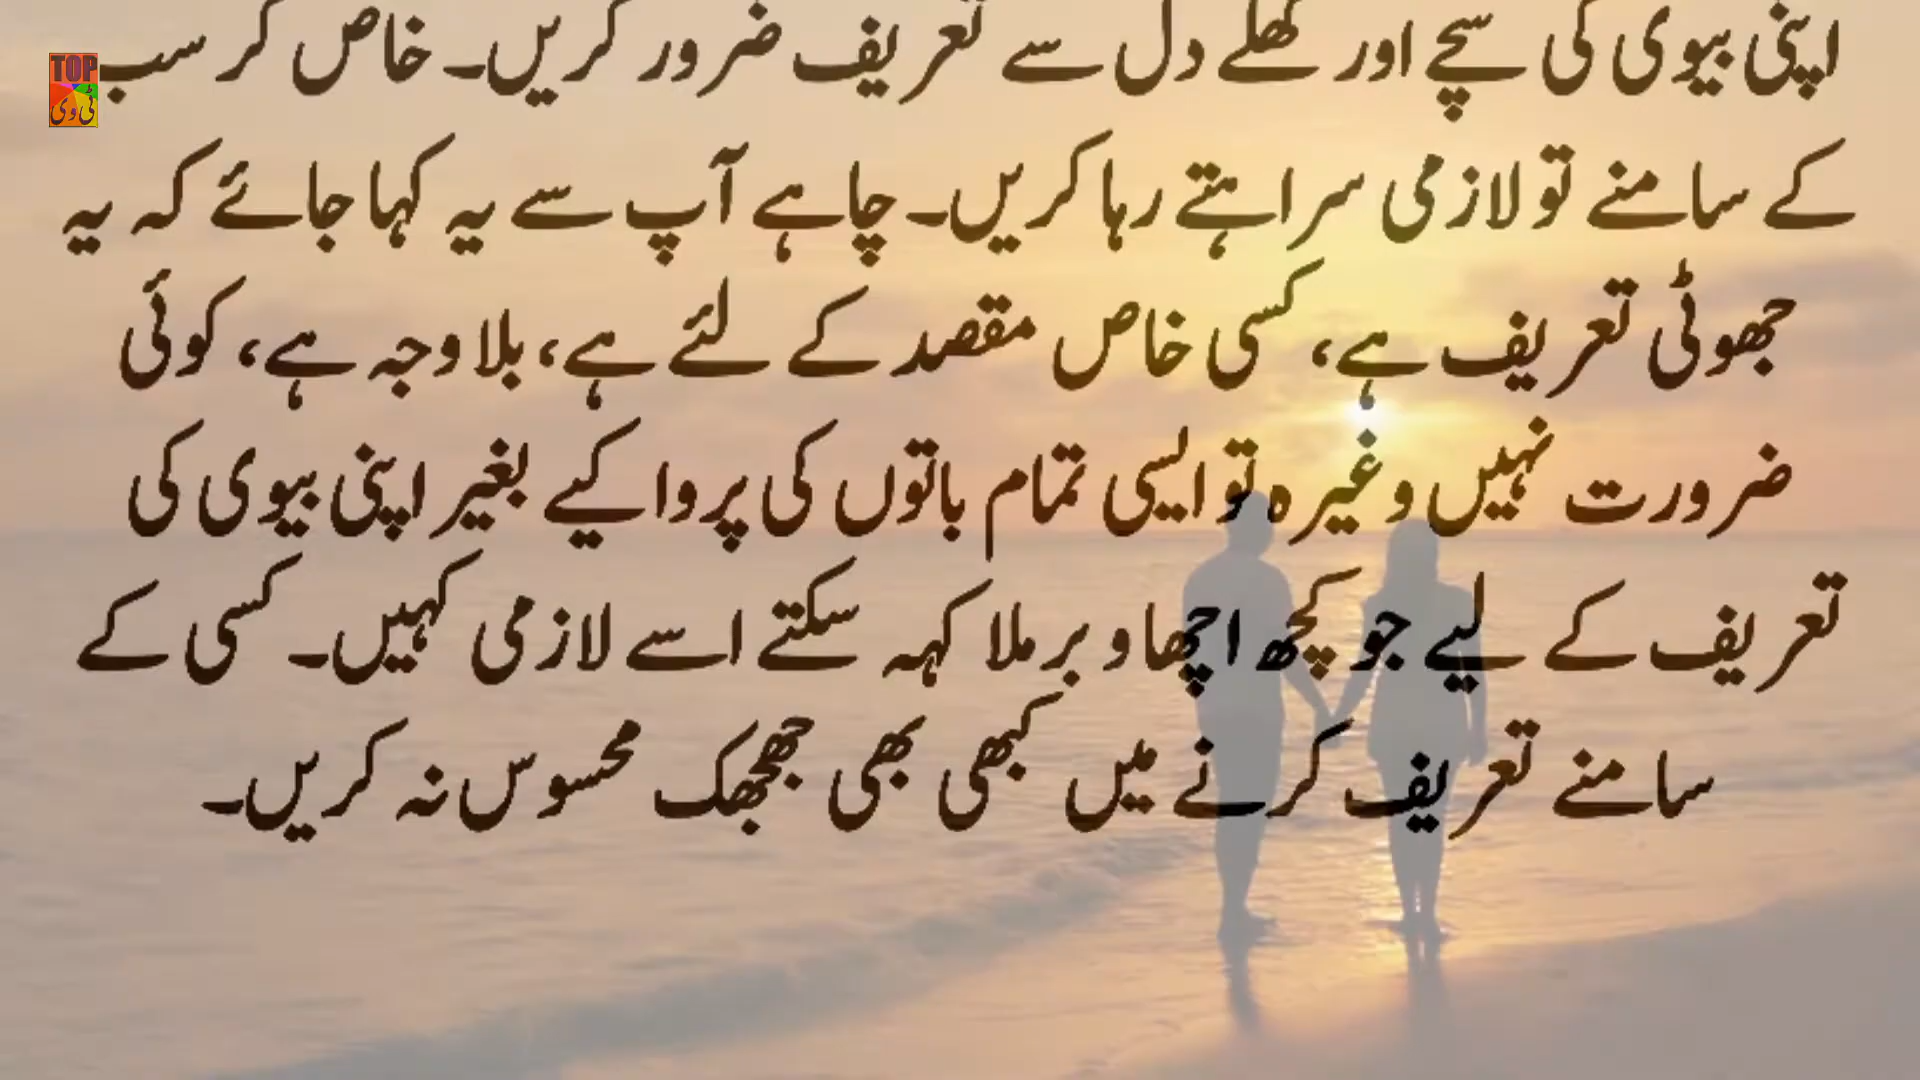 اپنی بیوی کی سچے اور کھلے دل سے تعریف ضرور کریں۔ خاص کر سب
کے سامنے تو لازمی سراہتے رہا کریں۔ چاہے آپ سے یہ کہا جائے کہ یہ
جھوٹی تعریف ہے، کسی خاص مقصد کے لئے ہے، بلا وجہ ہے، کوئی
ضرورت نہیں وغیرہ تو ایسی تمام باتوں کی پروا کیے بغیر اپنی بیوی کی
تعریف کے لیے جو کچھ اچھا و برملا کہہ سکتے اسے لازمی کہیں۔ کسی کے
سامنے تعریف کرنے میں کبھی بھی جھجھک محسوس نہ کریں۔
TOP
ٹی وی